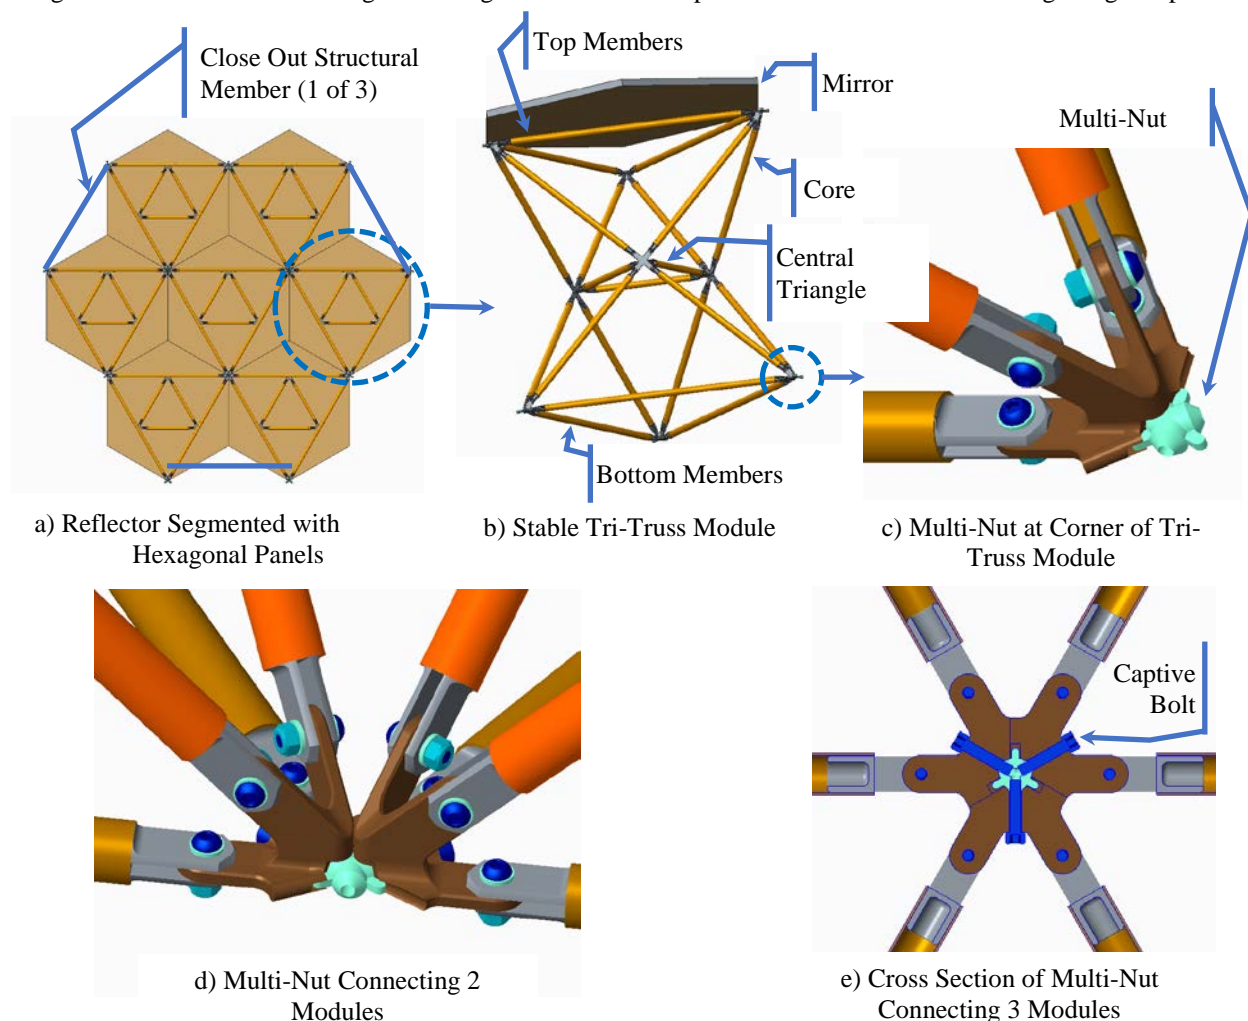 Close Out Structural
Member (1 of 3)
Top Members
Mirror
Multi-Nut
Core
Central
Triangle
Bottom Members
a) Reflector Segmented with
Hexagonal Panels
b) Stable Tri-Truss Module
c) Multi-Nut at Corner of Tri-
Truss Module
Captive
Bolt
d) Multi-Nut Connecting 2
Modules
e) Cross Section of Multi-Nut
Connecting 3 Modules